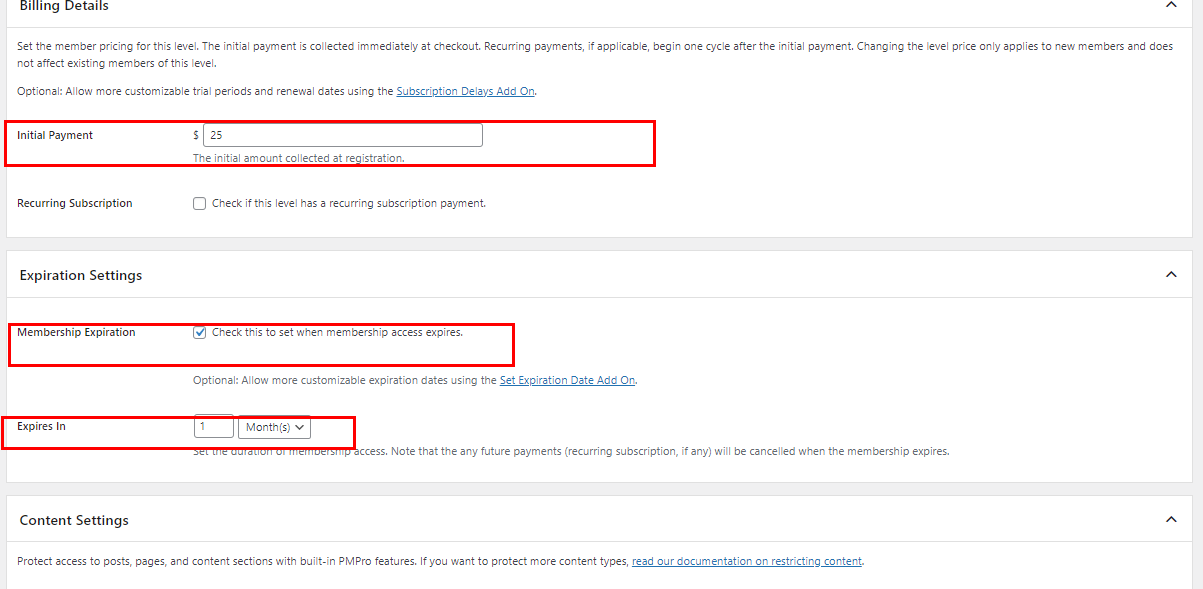 Billing Details
Set the member pricing for this level. The initial payment is collected immediately at checkout. Recurring payments, if applicable, begin one cycle after the initial payment. Changing the level price only applies to new members and does
not affect existing members of this level.
Optional: Allow more customizable trial periods and renewal dates using the Subscription Delays Add On.
Initial Payment $ 25
The initial amount collected at registration.
Recurring Subscription Check if this level has a recurring subscription payment.
Expiration Settings
Membership Expiration Check this to set when membership access expires.
Optional: Allow more customizable expiration dates using the Set Expiration Date Add On.
Expires In 1 Month(s)
Set the duration of membership access. Note that the any future payments (recurring subscription, if any) will be cancelled when the membership expires.
Content Settings
Protect access to posts, pages, and content sections with built-in PMPro features. If you want to protect more content types, read our documentation on restricting content.